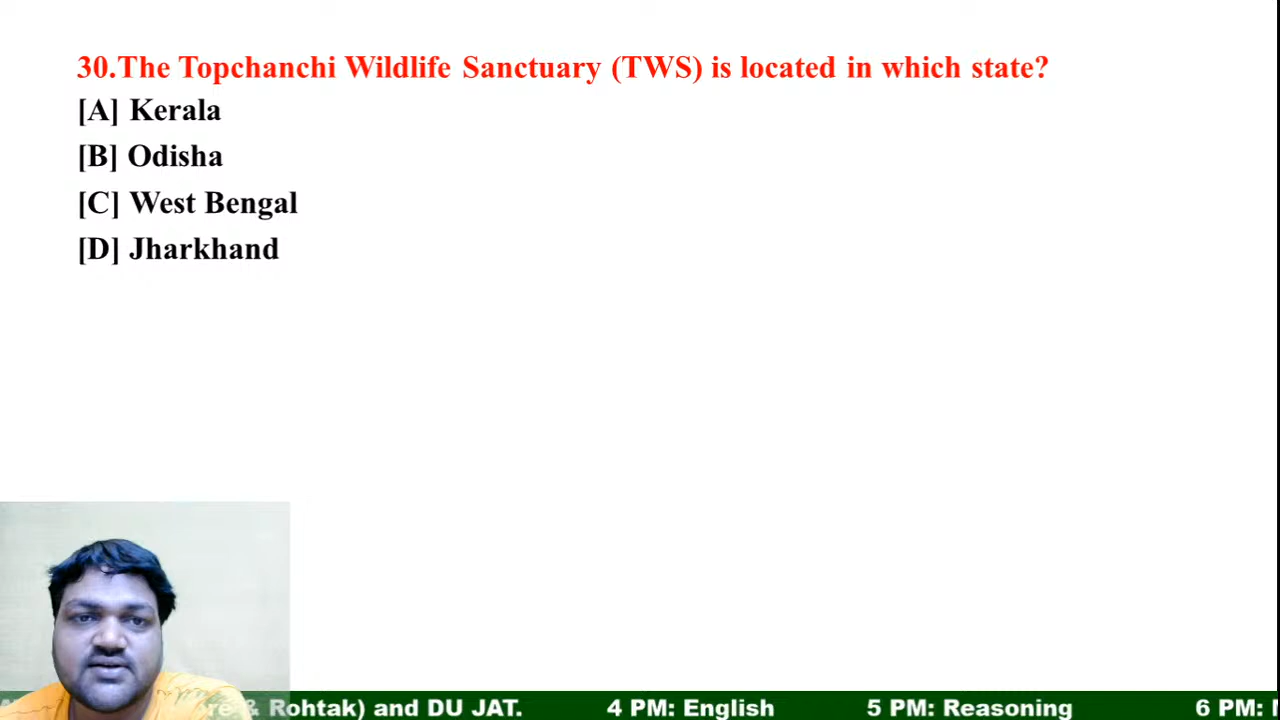 30.The Topchanchi Wildlife Sanctuary (TWS) is located in which state?
[A] Kerala
[B] Odisha
[C] West Bengal
[D] Jharkhand
& Rohtak) and DU JAT. 4 PM: English 5 PM: Reasoning 6 PM: